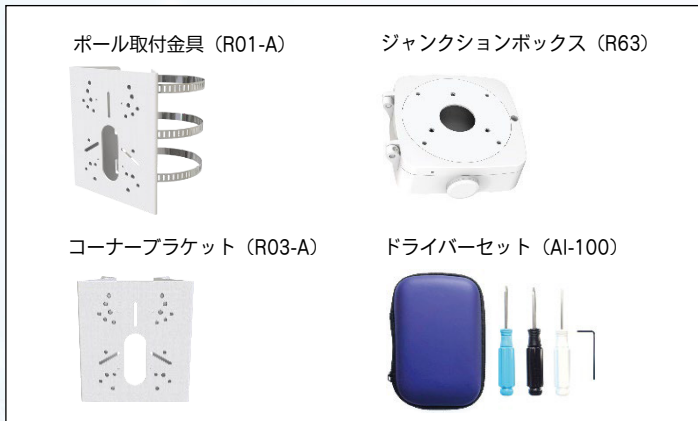 ポール取付金具（R01-A）
ジャンクションボックス（R63）
コーナーブラケット（R03-A）
ドライバーセット（AI-100）